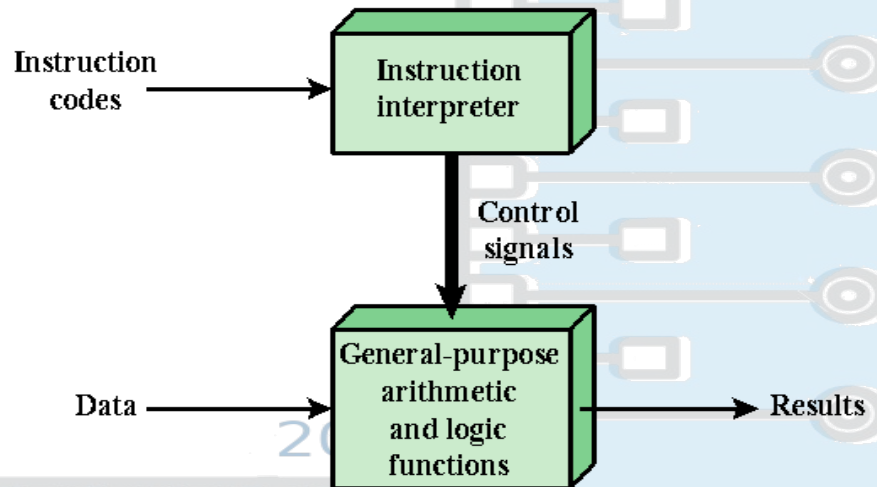 Instruction
codes
Instruction
interpreter
Control
signals
Data
General-purpose
arithmetic
and logic
functions
Results